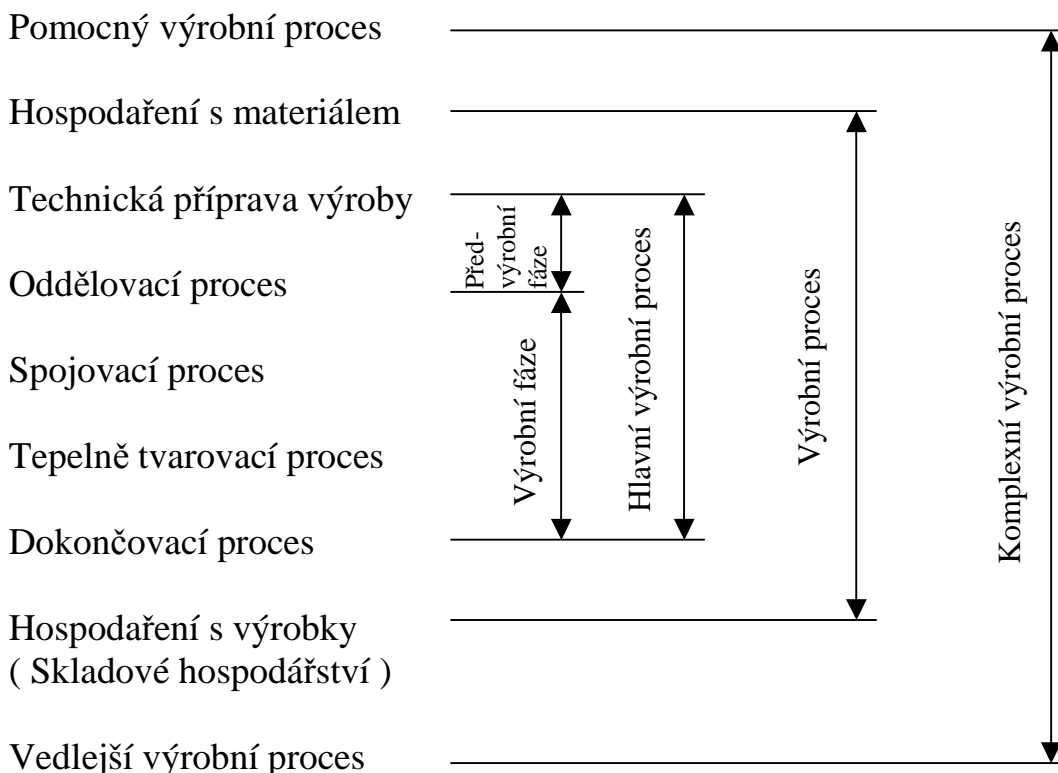 Pomocný výrobní proces
Hospodaření s materiálem
Technická příprava výroby
Oddělovací proces
Spojovací proces
Tepelně tvarovací proces
Dokončovací proces
Hospodaření s výrobky
( Skladové hospodářství )
Vedlejší výrobní proces
Před-
výrobní
fáze
Výrobní fáze
Hlavní výrobní proces
Výrobní proces
Komplexní výrobní proces